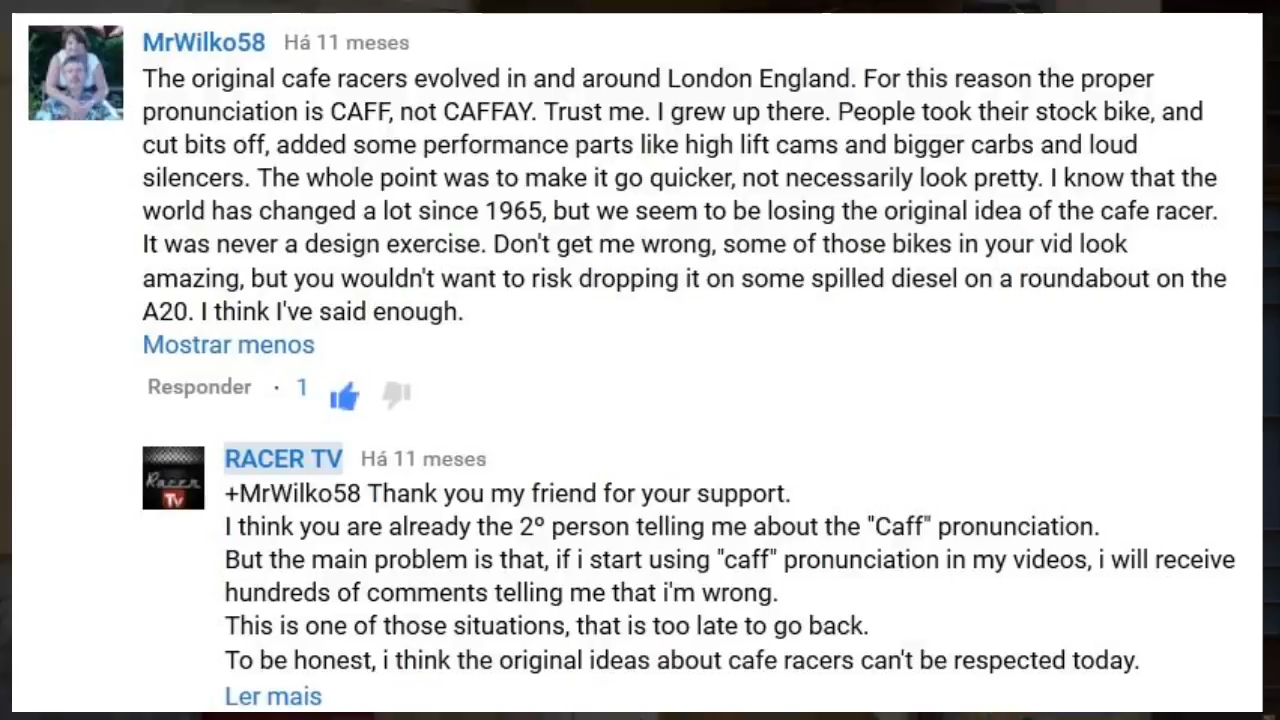 MrWilko58 Há 11 meses
The original cafe racers evolved in and around London England. For this reason the proper
pronunciation is CAFF, not CAFFAY. Trust me. I grew up there. People took their stock bike, and
cut bits off, added some performance parts like high lift cams and bigger carbs and loud
silencers. The whole point was to make it go quicker, not necessarily look pretty. I know that the
world has changed a lot since 1965, but we seem to be losing the original idea of the cafe racer.
It was never a design exercise. Don't get me wrong, some of those bikes in your vid look
amazing, but you wouldn't want to risk dropping it on some spilled diesel on a roundabout on the
A20. I think I've said enough.
Mostrar menos
Responder · 1
RACER TV Há 11 meses
Racer
Tv
+MrWilko58 Thank you my friend for your support.
I think you are already the 2º person telling me about the "Caff" pronunciation.
But the main problem is that, if i start using "caff" pronunciation in my videos, i will receive
hundreds of comments telling me that i'm wrong.
This is one of those situations, that is too late to go back.
To be honest, i think the original ideas about cafe racers can't be respected today.
Ler mais